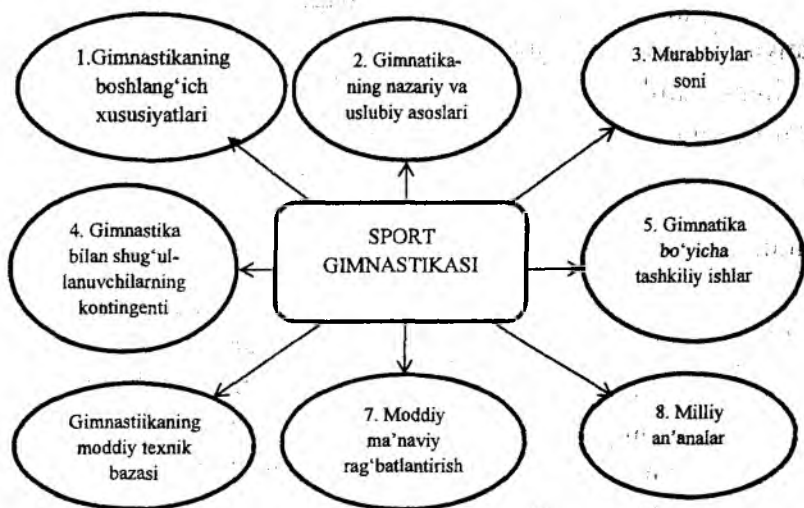 1.Gimnastikaning
boshlang‘ich
xususiyatlari
2. Gimnatika-
ning nazariy va
uslubiy asoslari
3. Murabbiylar
soni
4. Gimnastika
bilan shug‘ul-
lanuvchilarning
kontingenti
SPORT
GIMNASTIKASI
5. Gimnatika
bo‘yicha
tashkiliy ishlar
Gimnastiikaning
moddiy texnik
bazasi
7. Moddiy
ma’naviy
rag‘batlantirish
8. Milliy
an’analar